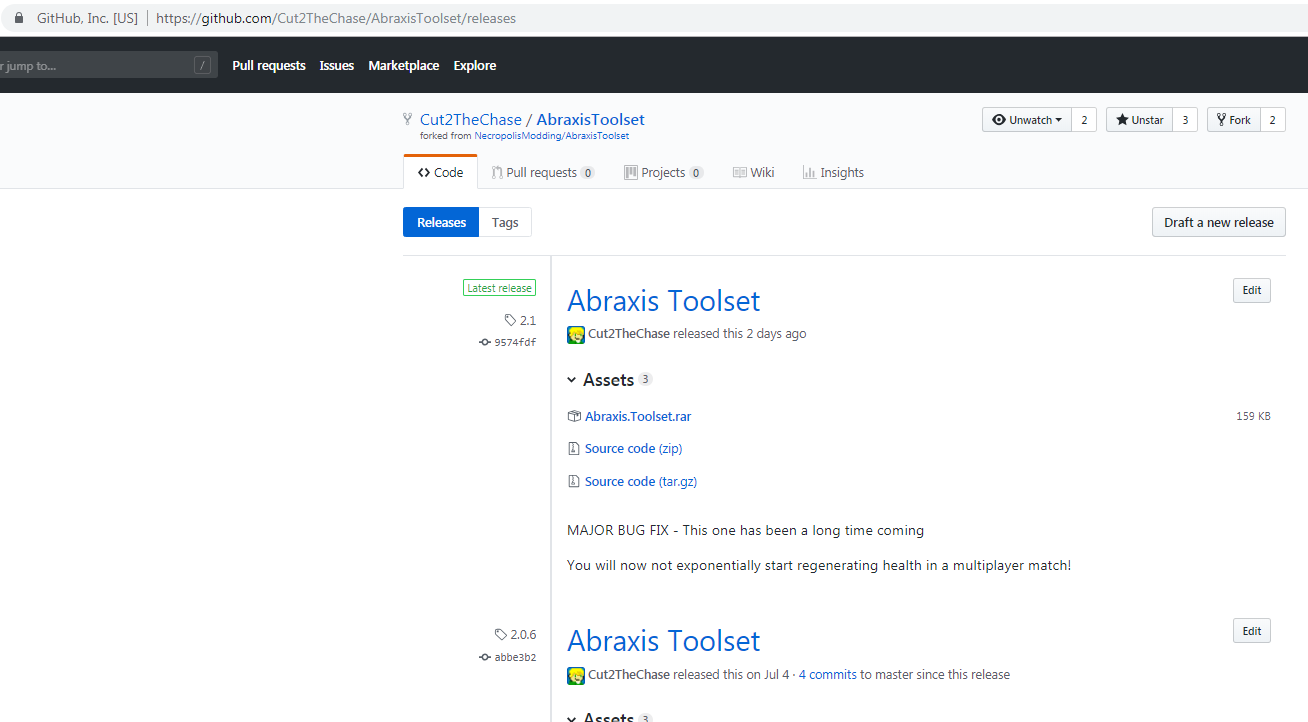 GitHub, Inc. [US] https://github.com/Cut2TheChase/AbraxisToolset/releases
r jump to... / Pull requests Issues Marketplace Explore
Cut2TheChase / AbraxisToolset Unwatch 2 Unstar 3 Fork 2
forked from NecropolisModding/AbraxisToolset
Code Pull requests 0 Projects 0 Wiki Insights
Releases Tags Draft a new release
Latest release
2.1
9574fdf
Abraxis Toolset Edit
Cut2TheChase released this 2 days ago
Assets 3
Abraxis.Toolset.rar 159 KB
Source code (zip)
Source code (tar.gz)
MAJOR BUG FIX - This one has been a long time coming
You will now not exponentially start regenerating health in a multiplayer match!
2.0.6
abbe3b2
Abraxis Toolset Edit
Cut2TheChase released this on Jul 4 · 4 commits to master since this release
Assets 3